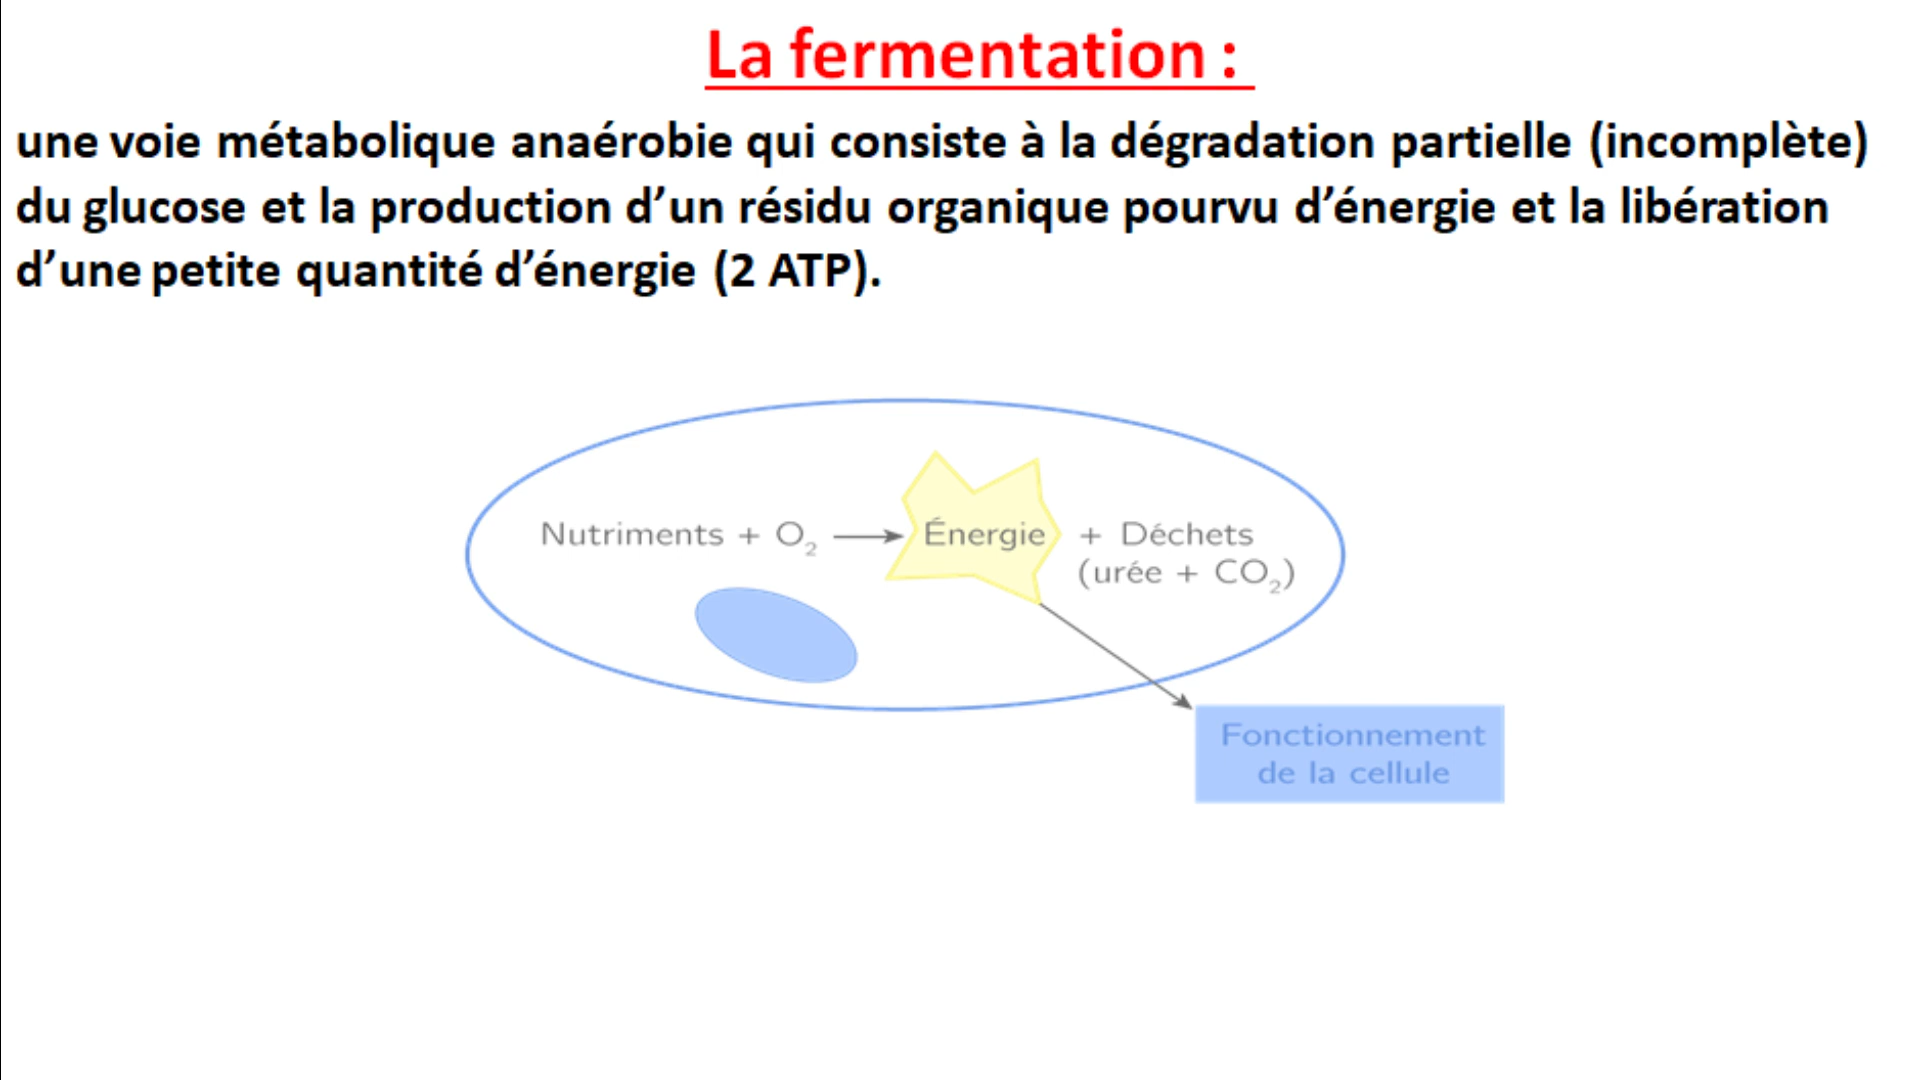 La fermentation :
une voie métabolique anaérobie qui consiste à la dégradation partielle (incomplète)
du glucose et la production d’un résidu organique pourvu d’énergie et la libération
d’une petite quantité d’énergie (2 ATP).
Nutriments + O₂ → Énergie + Déchets
(urée + CO₂)
Fonctionnement
de la cellule